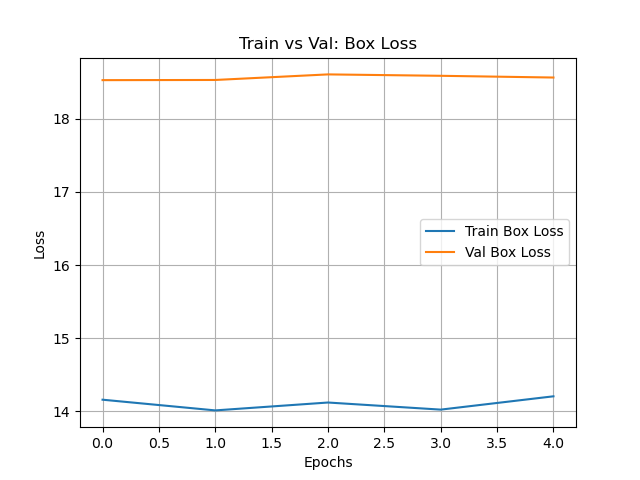 Train vs Val: Box Loss
18
17
16
15
14
Loss
Train Box Loss
Val Box Loss
0.0 0.5 1.0 1.5 2.0 2.5 3.0 3.5 4.0
Epochs